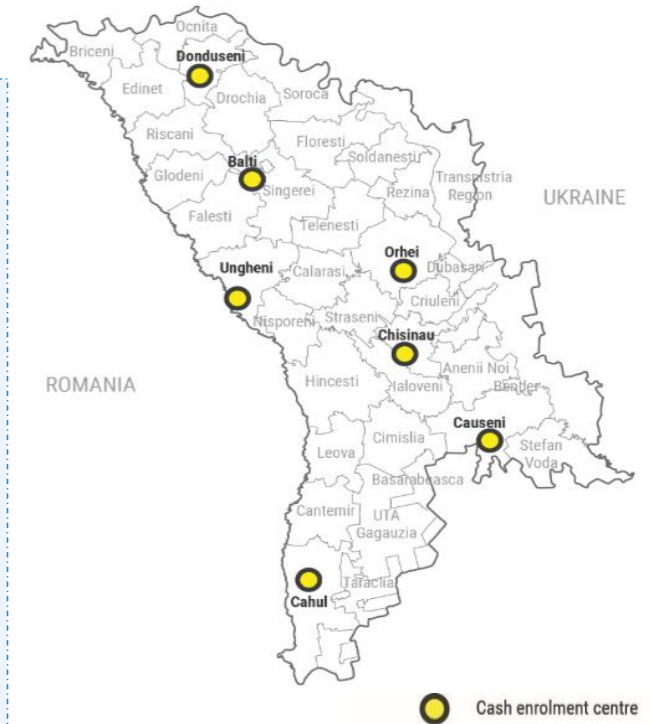 Ocnita
Briceni
Donduseni
Edinet
Drochia
Soroca
Riscani
Floresti
Soldanestu
Balti
Glodeni
Singerei
Rezina
Transnistria
Region
UKRAINE
Falesti
Telenesti
Orhei
Ungheni
Calarasi
Dubasari
Criuleni
Nisporeni
Straseni
Chisinau
ROMANIA
Hincesti
Ialoveni
Anenii Noi
Bender
Causeni
Cimislia
Leova
Stefan
Voda
Basarabeasca
Cantemir
UTA
Gagauzia
Taraclia
Cahul
Cash enrolment centre